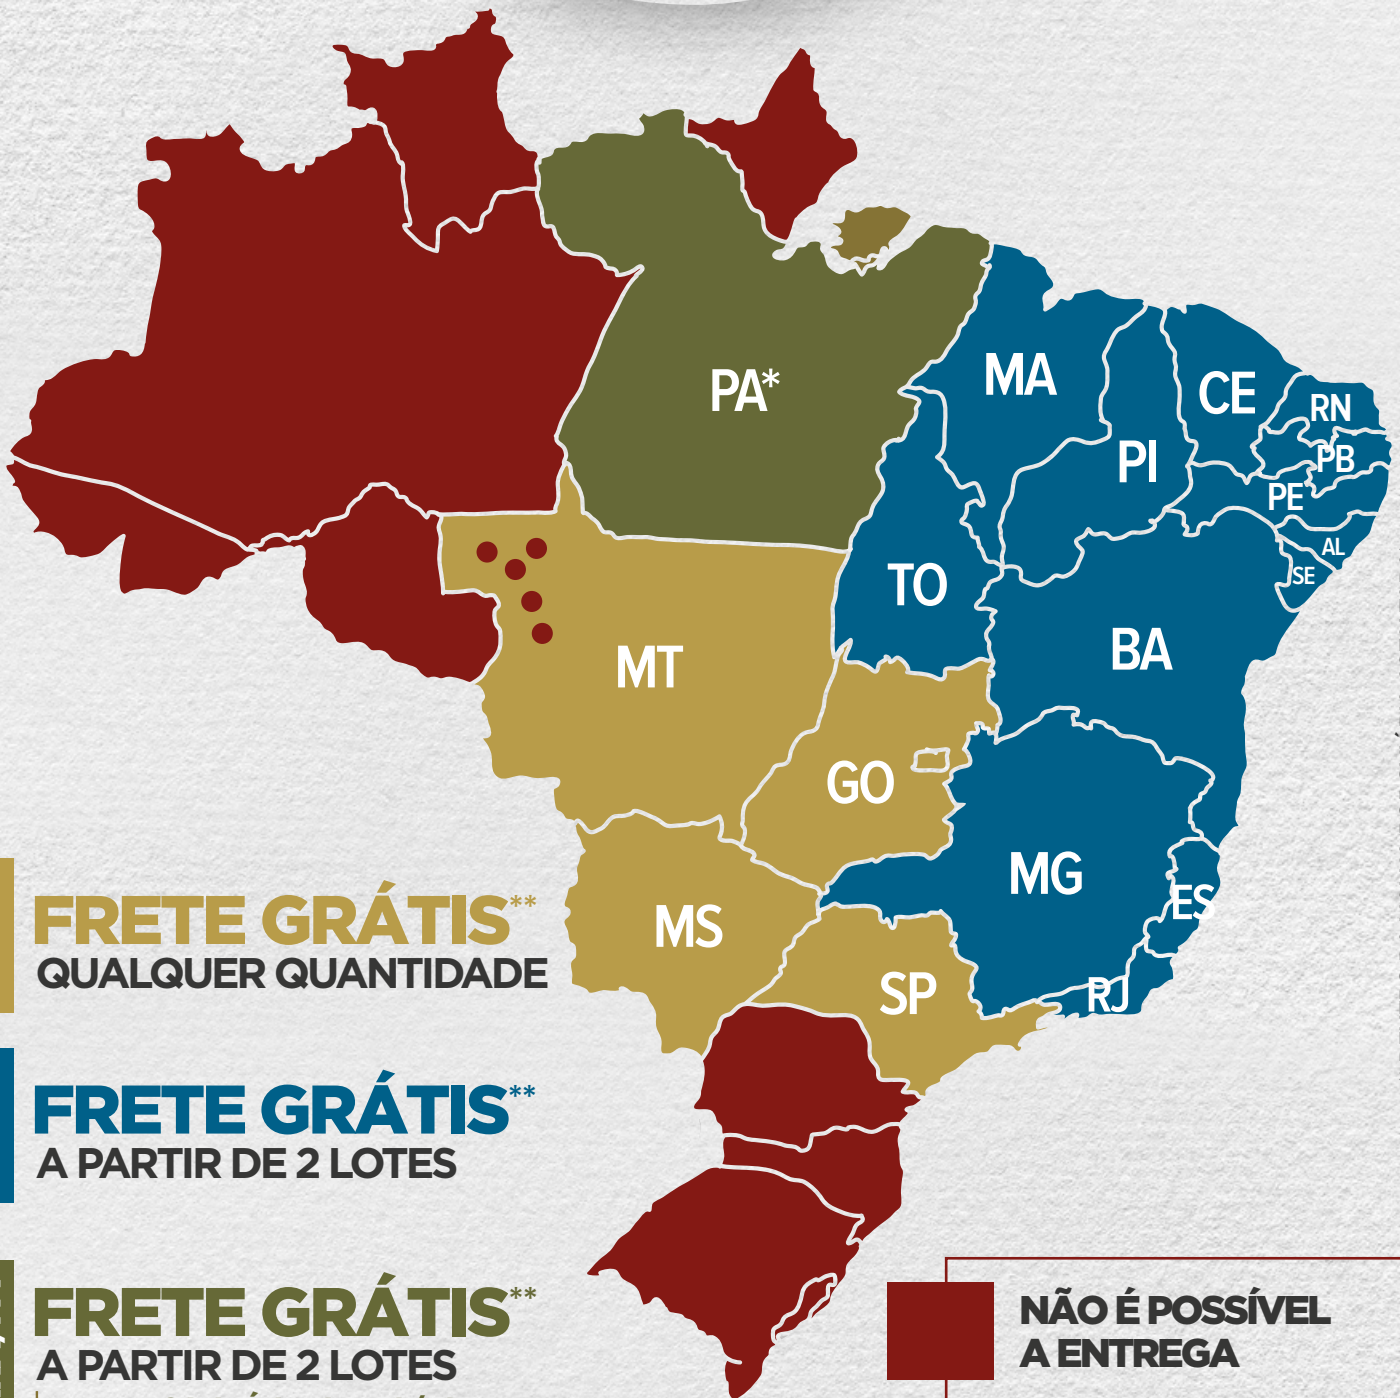 PA*
MA
CE
RN
PI
PB
PE
AL
SE
TO
BA
MT
GO
MG
ES
MS
SP
RJ
FRETE GRÁTIS**
QUALQUER QUANTIDADE
FRETE GRÁTIS**
A PARTIR DE 2 LOTES
FRETE GRÁTIS**
A PARTIR DE 2 LOTES
NÃO É POSSÍVEL
A ENTREGA